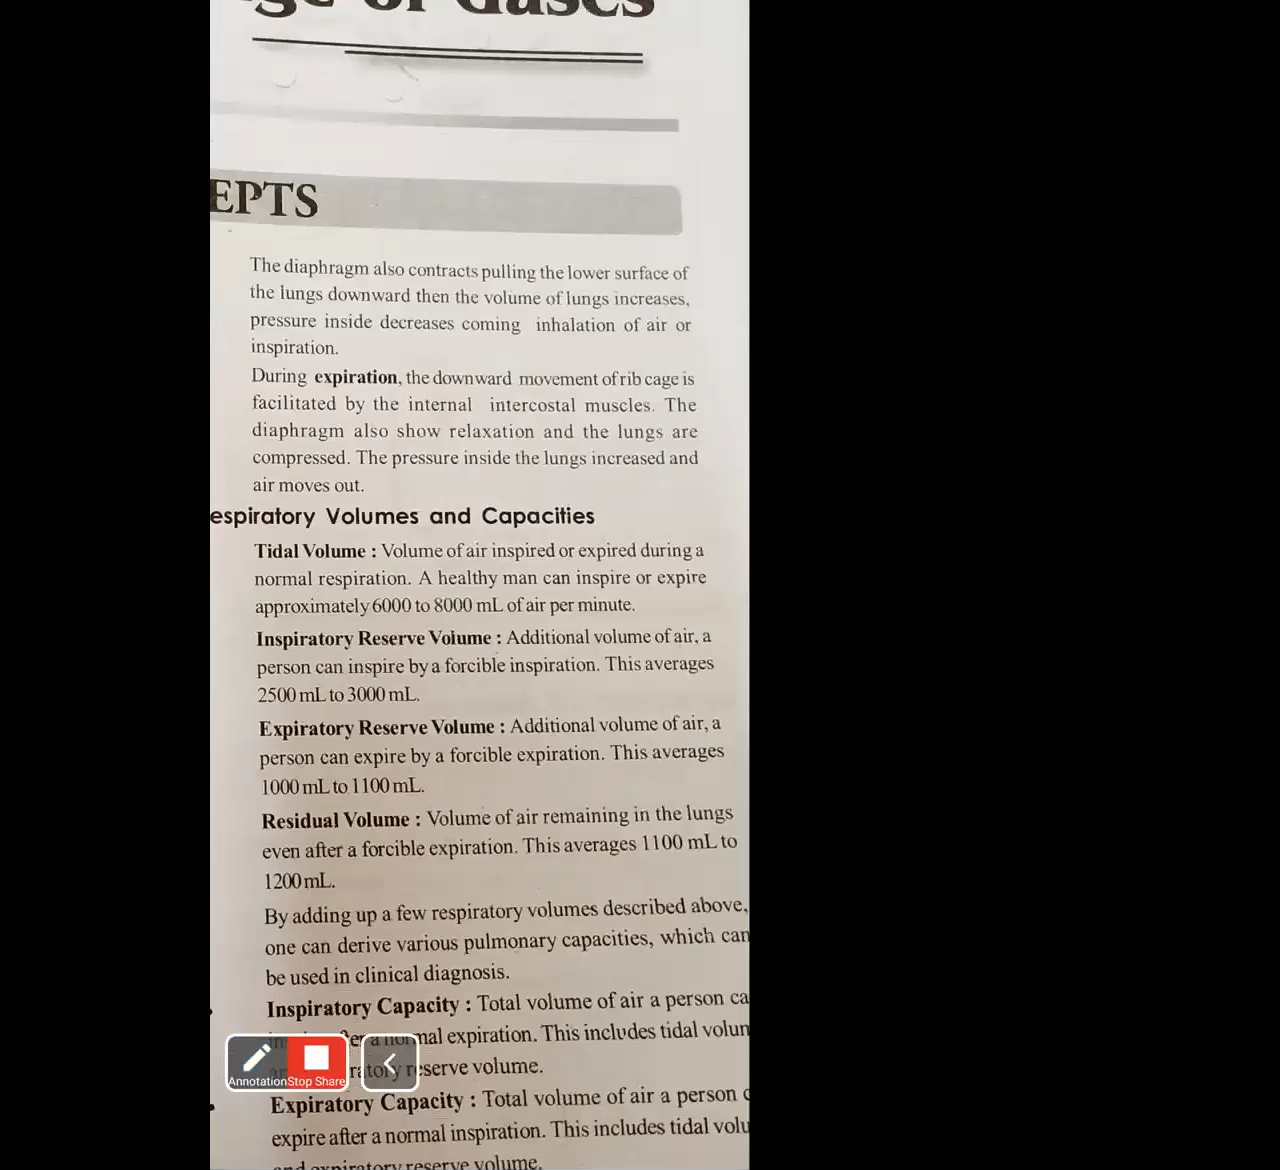 of Gases
EPTS
The diaphragm also contracts pulling the lower surface of
the lungs downward then the volume of lungs increases,
pressure inside decreases coming inhalation of air or
inspiration.
During expiration, the downward movement of rib cage is
facilitated by the internal intercostal muscles. The
diaphragm also show relaxation and the lungs are
compressed. The pressure inside the lungs increased and
air moves out.
espiratory Volumes and Capacities
Tidal Volume : Volume of air inspired or expired during a
normal respiration. A healthy man can inspire or expire
approximately 6000 to 8000 mL of air per minute.
Inspiratory Reserve Volume : Additional volume of air, a
person can inspire by a forcible inspiration. This averages
2500 mL to 3000 mL.
Expiratory Reserve Volume : Additional volume of air, a
person can expire by a forcible expiration. This averages
1000 mL to 1100 mL.
Residual Volume : Volume of air remaining in the lungs
even after a forcible expiration. This averages 1100 mL to
1200 mL.
By adding up a few respiratory volumes described above,
one can derive various pulmonary capacities, which can
be used in clinical diagnosis.
Inspiratory Capacity : Total volume of air a person ca
a normal expiration. This includes tidal volun
reserve volume.
Annotation Stop Share
Expiratory Capacity : Total volume of air a person c
expire after a normal inspiration. This includes tidal volu
and expiratory reserve volume.